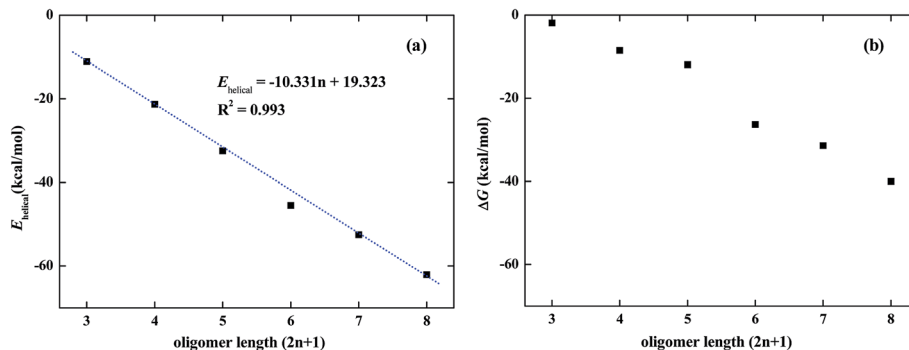 0
-20
-40
-60
E helical (kcal/mol)
(a)
E helical = -10.331n + 19.323
R² = 0.993
3 4 5 6 7 8
oligomer length (2n+1)
0
-20
-40
-60
ΔG (kcal/mol)
(b)
3 4 5 6 7 8
oligomer length (2n+1)